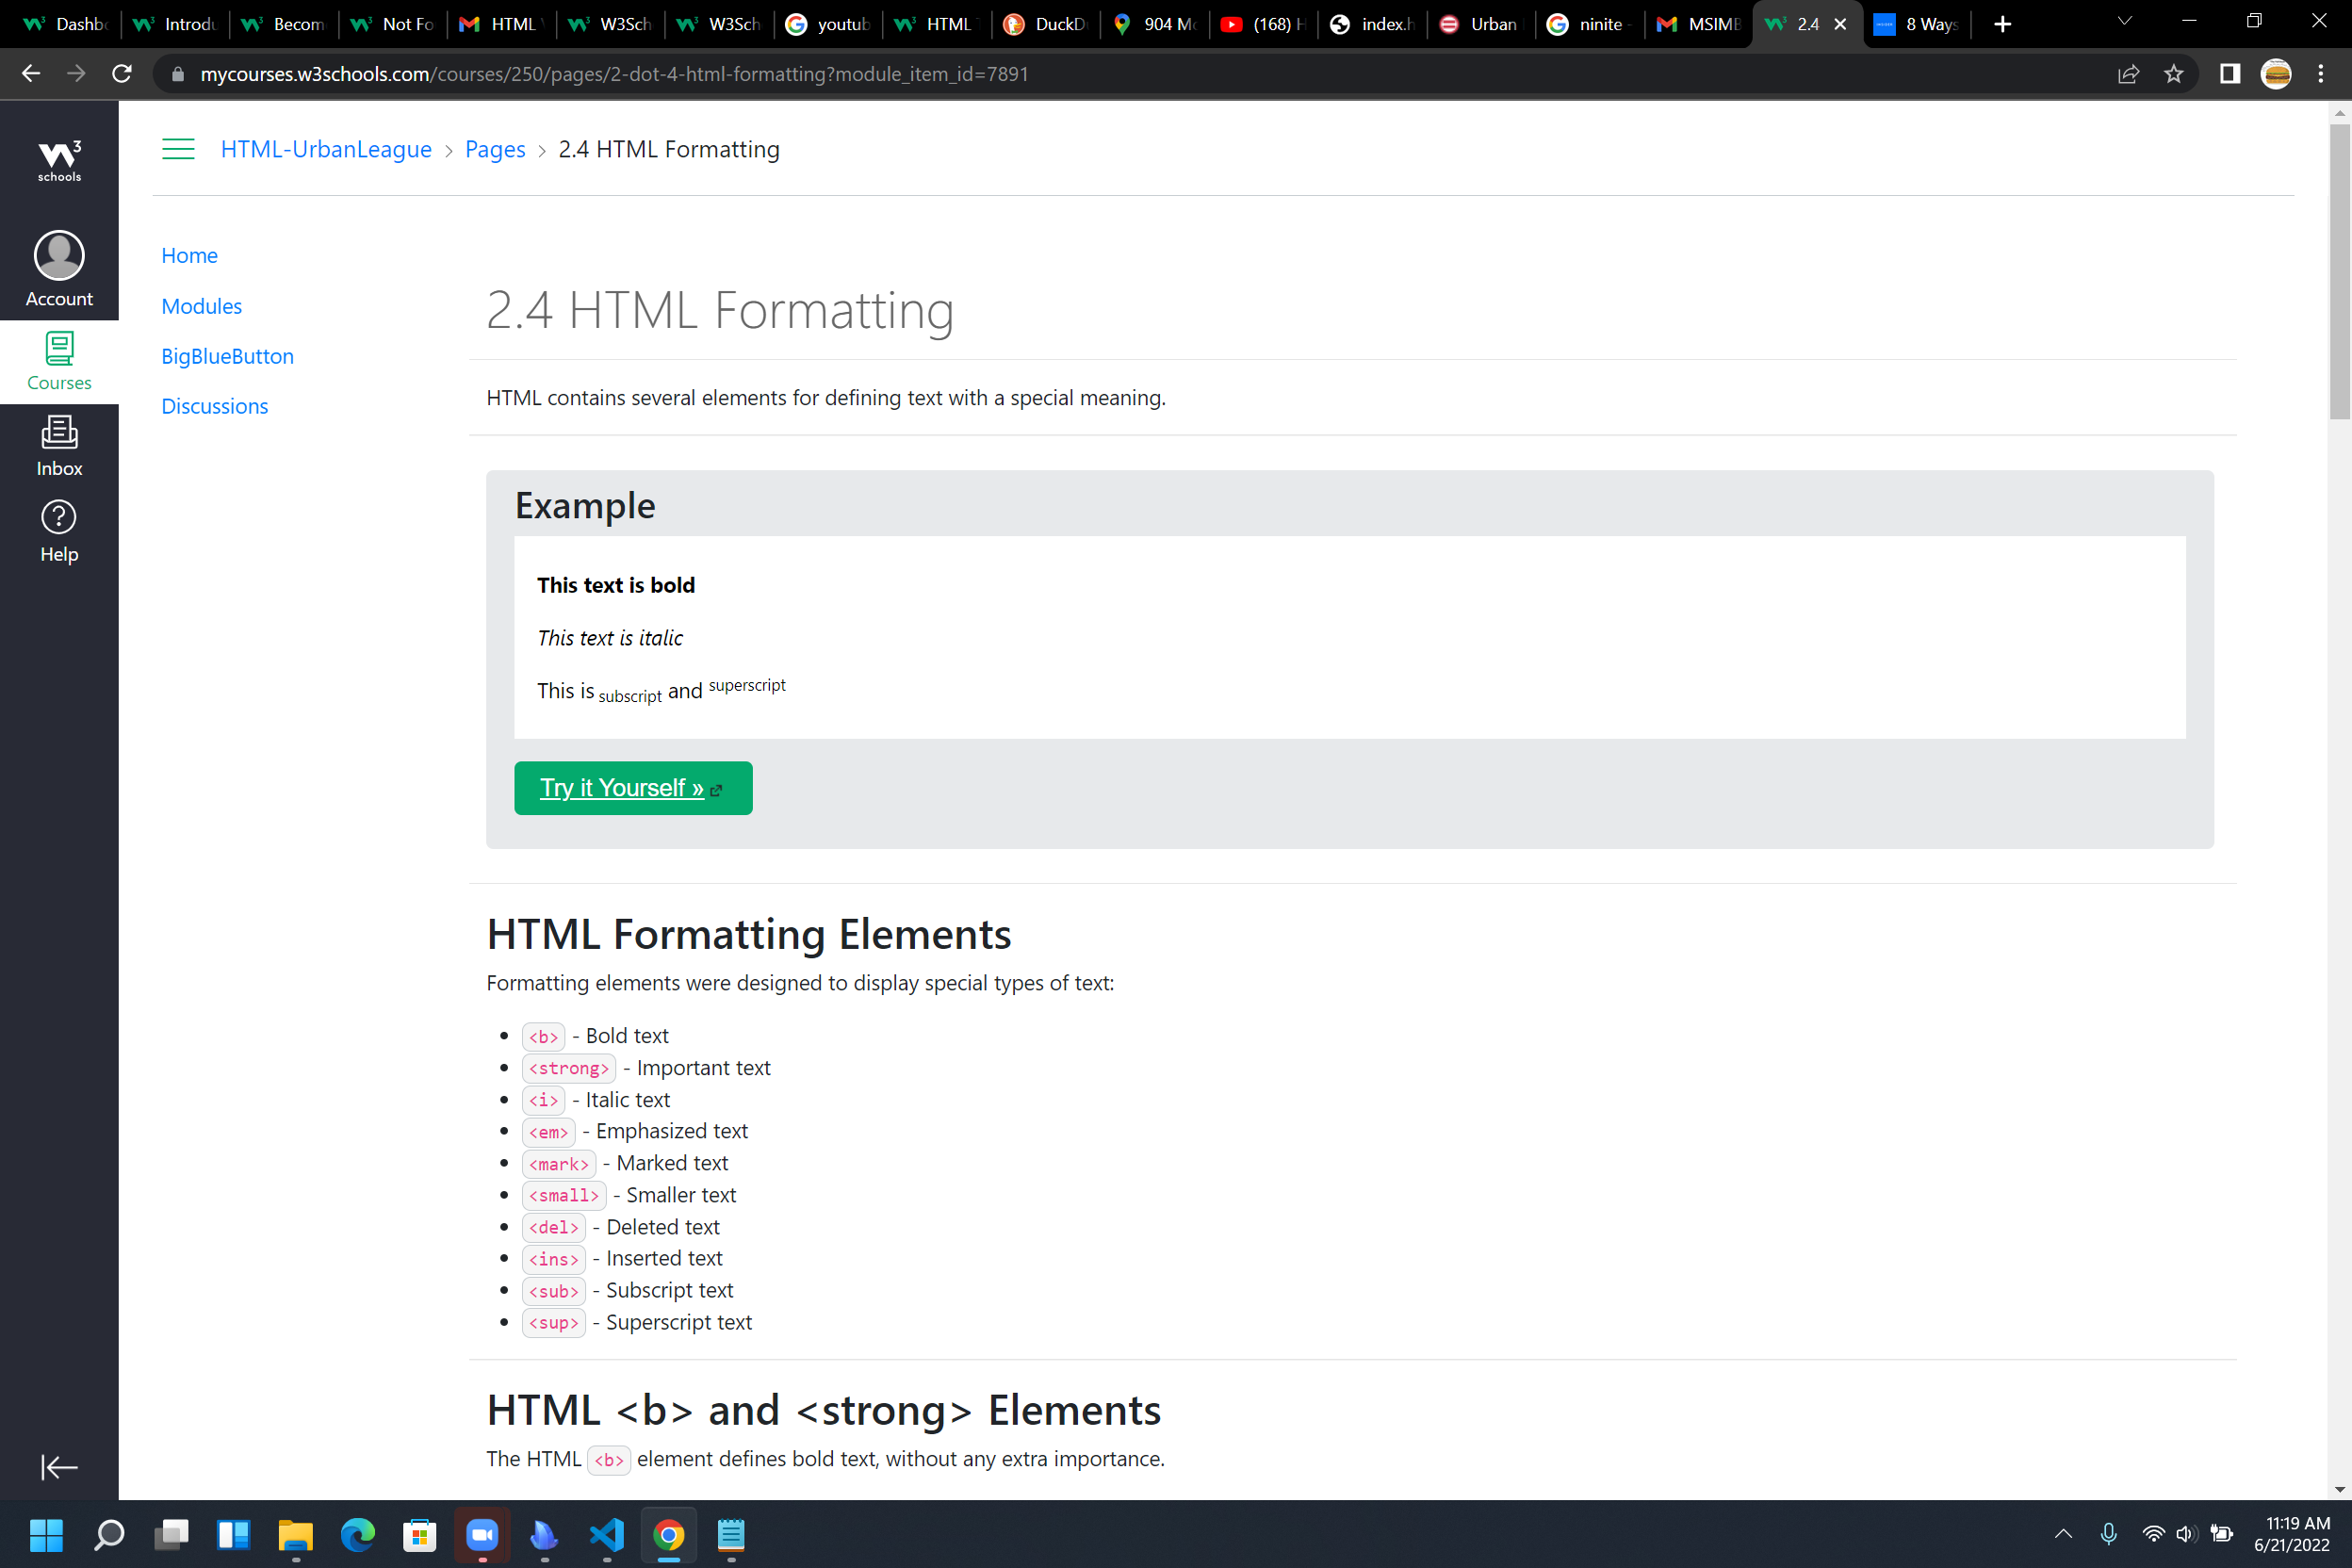 Dashbo
Introdu
Becom
Not Fo
HTML
W3Sch
W3Sch
youtub
HTML
DuckD
904 Mo
(168) H
index.h
Urban
ninite -
MSIMB
2.4
8 Ways
mycourses.w3schools.com/courses/250/pages/2-dot-4-html-formatting?module_item_id=7891
3
schools
Account
Courses
Inbox
Help
HTML-UrbanLeague > Pages > 2.4 HTML Formatting
Home
Modules
BigBlueButton
Discussions
2.4 HTML Formatting
HTML contains several elements for defining text with a special meaning.
Example
This text is bold
This text is italic
This is subscript and superscript
Try it Yourself »
HTML Formatting Elements
Formatting elements were designed to display special types of text:
<b> - Bold text
<strong> - Important text
<i> - Italic text
<em> - Emphasized text
<mark> - Marked text
<small> - Smaller text
<del> - Deleted text
<ins> - Inserted text
<sub> - Subscript text
<sup> - Superscript text
HTML <b> and <strong> Elements
The HTML <b> element defines bold text, without any extra importance.
11:19 AM
6/21/2022